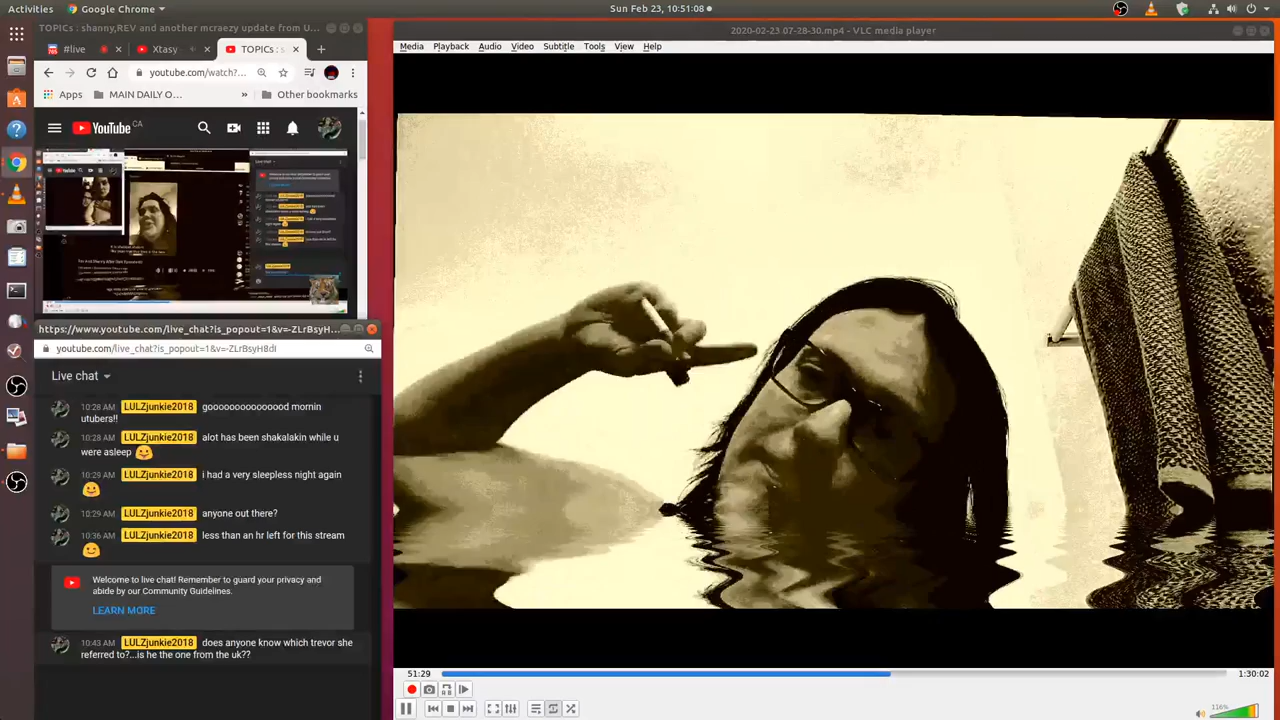 Activities
Google Chrome
Sun Feb 23, 10:51:08
TOPICs : shanny,REV and another mcraezy update from U...
#live
Xtasy
TOPICs : s
youtube.com/watch?...
Apps
MAIN DAILY O...
»
Other bookmarks
YouTube CA
https://www.youtube.com/live_chat?is_popout=1&v=-ZLrBsyH...
youtube.com/live_chat?is_popout=1&v=-ZLrBsyH8dI
Live chat
10:28 AM LULZjunkie2018 gooooooooooooood mornin
utubers!!
10:28 AM LULZjunkie2018 alot has been shakalakin while u
were asleep
10:29 AM LULZjunkie2018 i had a very sleepless night again
10:29 AM LULZjunkie2018 anyone out there?
10:36 AM LULZjunkie2018 less than an hr left for this stream
Welcome to live chat! Remember to guard your privacy and
abide by our Community Guidelines.
LEARN MORE
10:43 AM LULZjunkie2018 does anyone know which trevor she
referred to?...is he the one from the uk??
2020-02-23 07-28-30.mp4 - VLC media player
Media Playback Audio Video Subtitle Tools View Help
51:29
1:30:02
116%